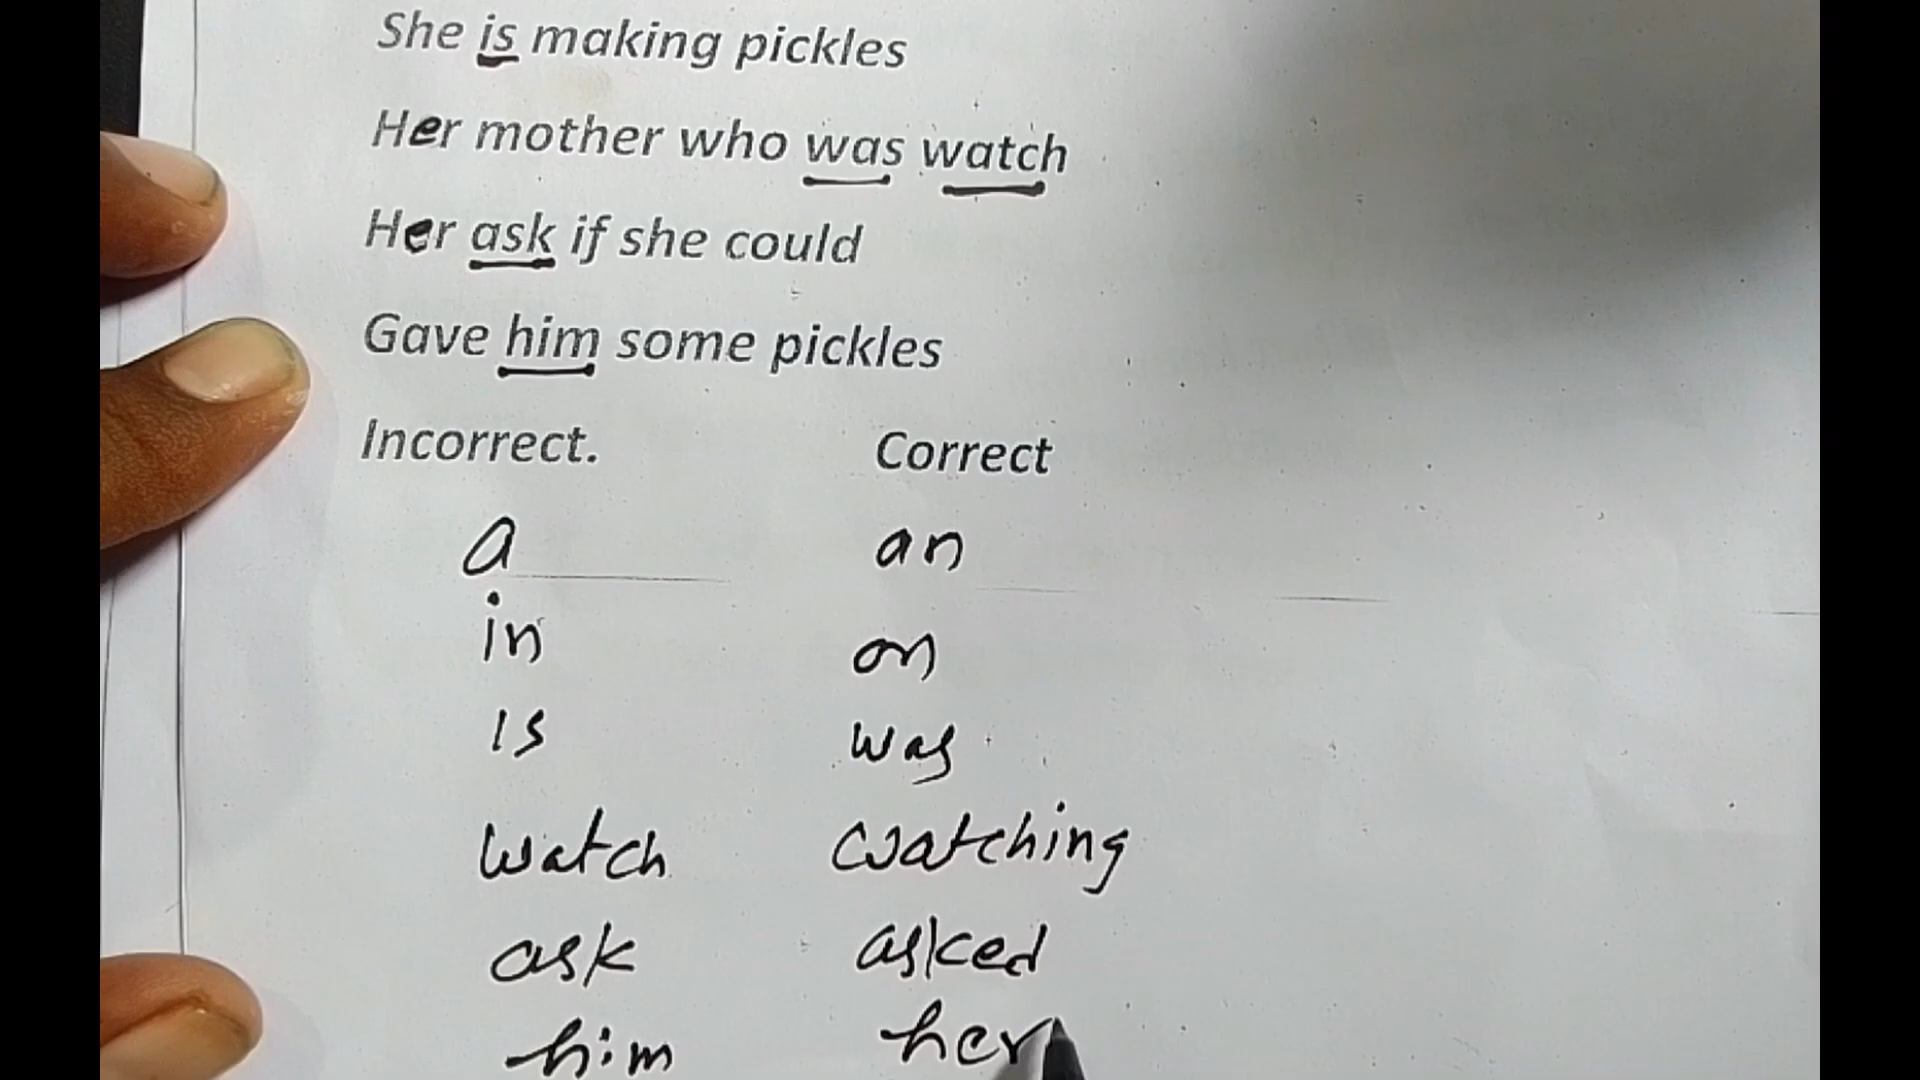 She is making pickles
Her mother who was watch
Her ask if she could
Gave him some pickles
Incorrect. Correct
a an
in on
is was
watch watching
ask asked
him her